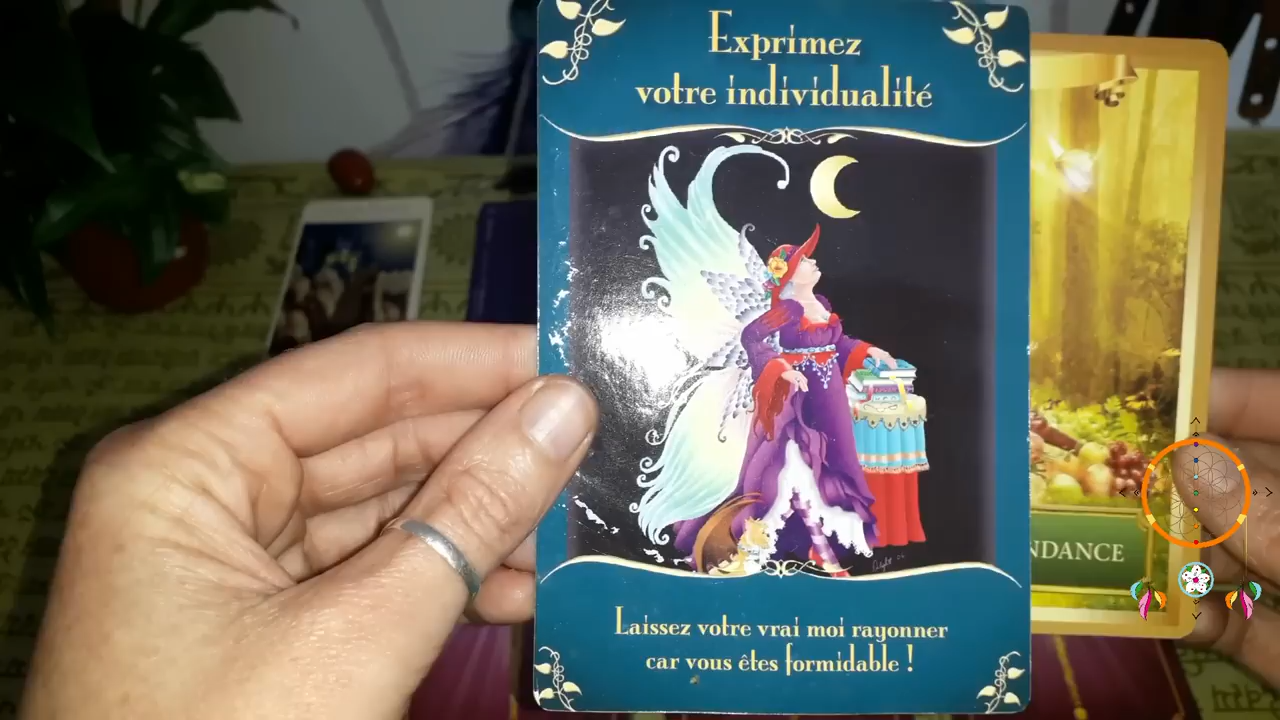 Exprimez
votre individualité
Laissez votre vrai moi rayonner
car vous êtes formidable !
NDANCE